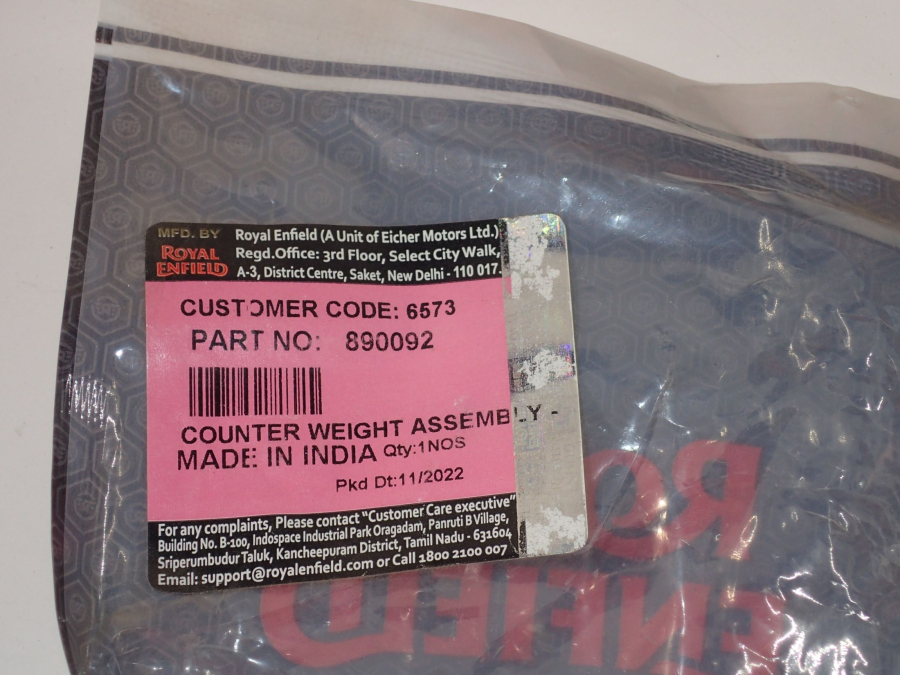 MFD. BY
ROYAL
ENFIELD
Royal Enfield (A Unit of Eicher Motors Ltd.)
Regd.Office: 3rd Floor, Select City Walk,
A-3, District Centre, Saket, New Delhi - 110 017.
CUSTOMER CODE: 6573
PART NO: 890092
COUNTER WEIGHT ASSEMBLY -
MADE IN INDIA Qty:1NOS
Pkd Dt:11/2022
For any complaints, Please contact "Customer Care executive"
Building No. B-100, Indospace Industrial Park Oragadam, Panruti B Village,
Sriperumbudur Taluk, Kancheepuram District, Tamil Nadu - 631604
Email: support@royalenfield.com or Call 1800 2100 007
ROYAL
ENFIELD